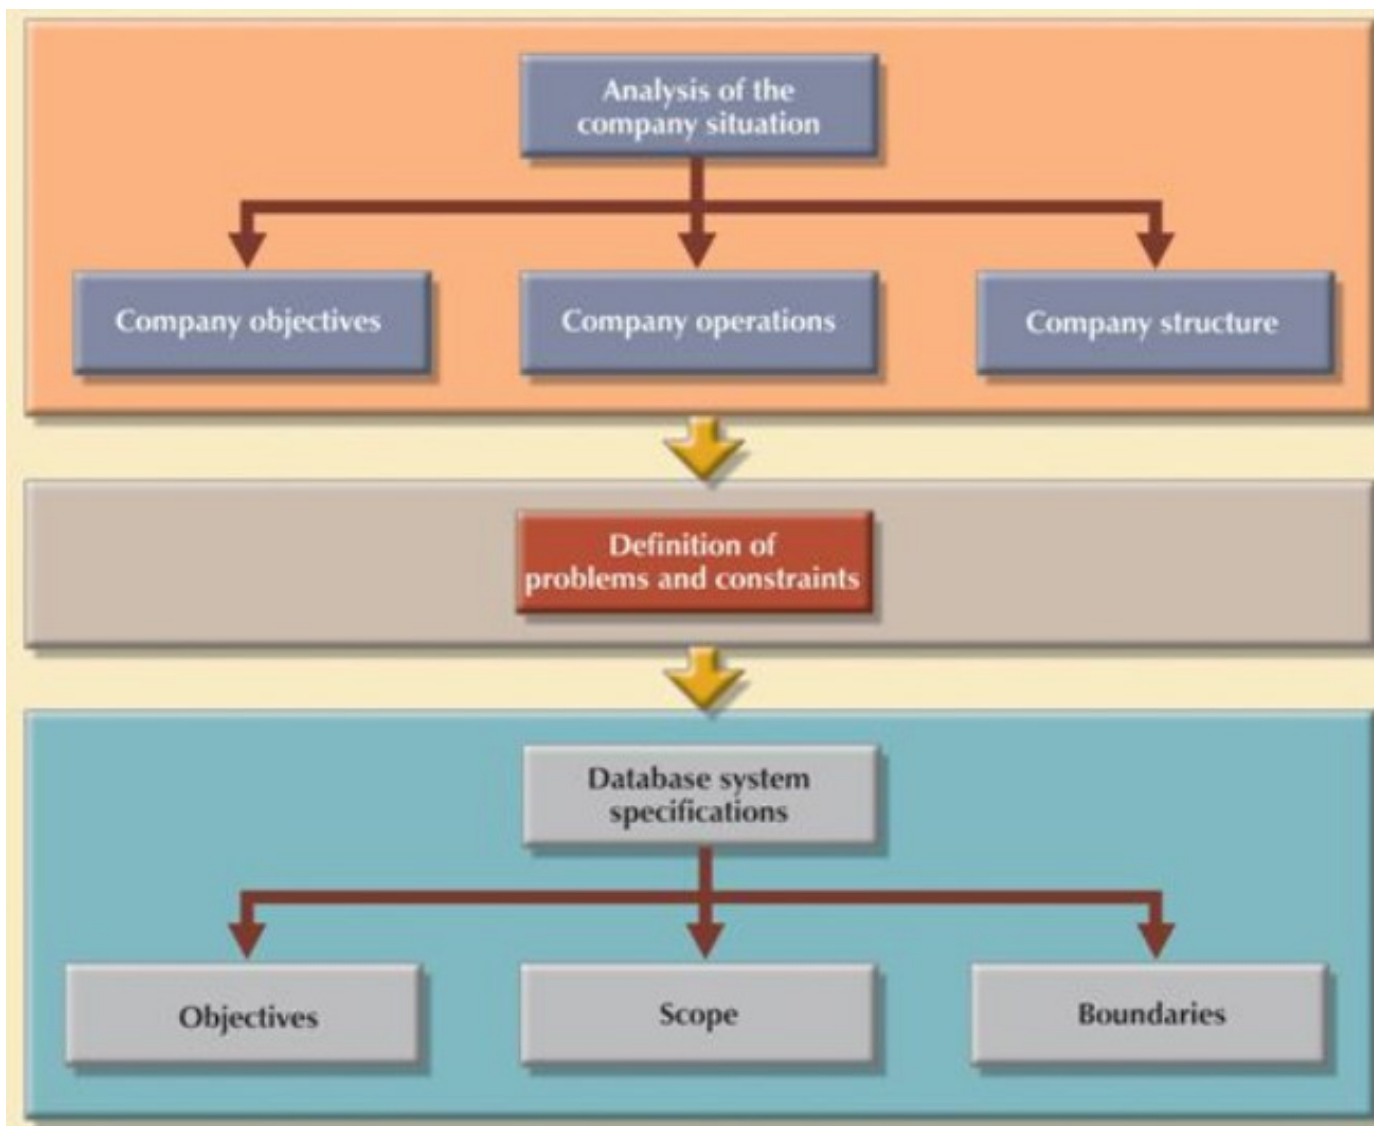 Analysis of the
company situation
Company objectives
Company operations
Company structure
Definition of
problems and constraints
Database system
specifications
Objectives
Scope
Boundaries